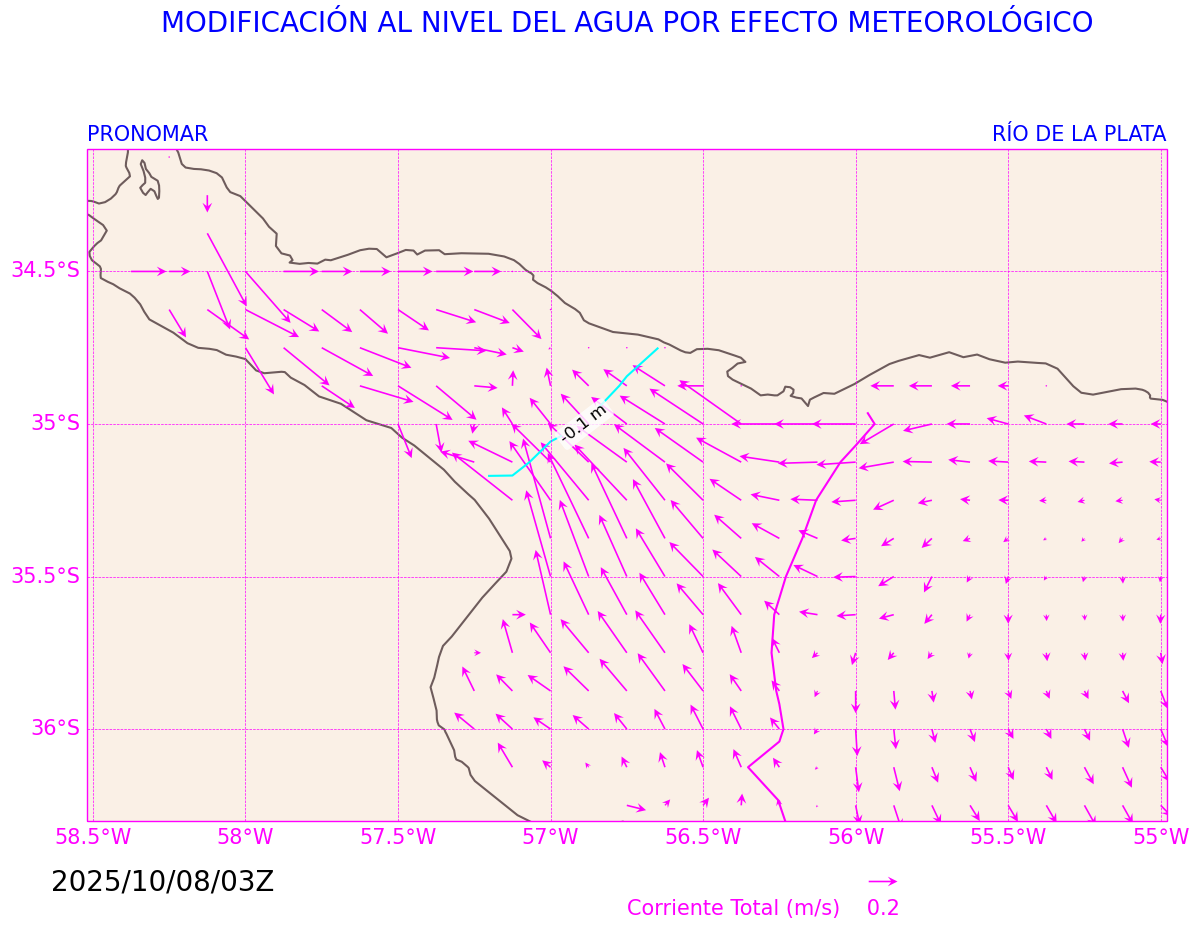 MODIFICACIÓN AL NIVEL DEL AGUA POR EFECTO METEOROLÓGICO
PRONOMAR
RÍO DE LA PLATA
34.5°S
35°S
-0.1 m
35.5°S
36°S
58.5°W
58°W
57.5°W
57°W
56.5°W
56°W
55.5°W
55°W
2025/10/08/03Z
Corriente Total (m/s)
0.2